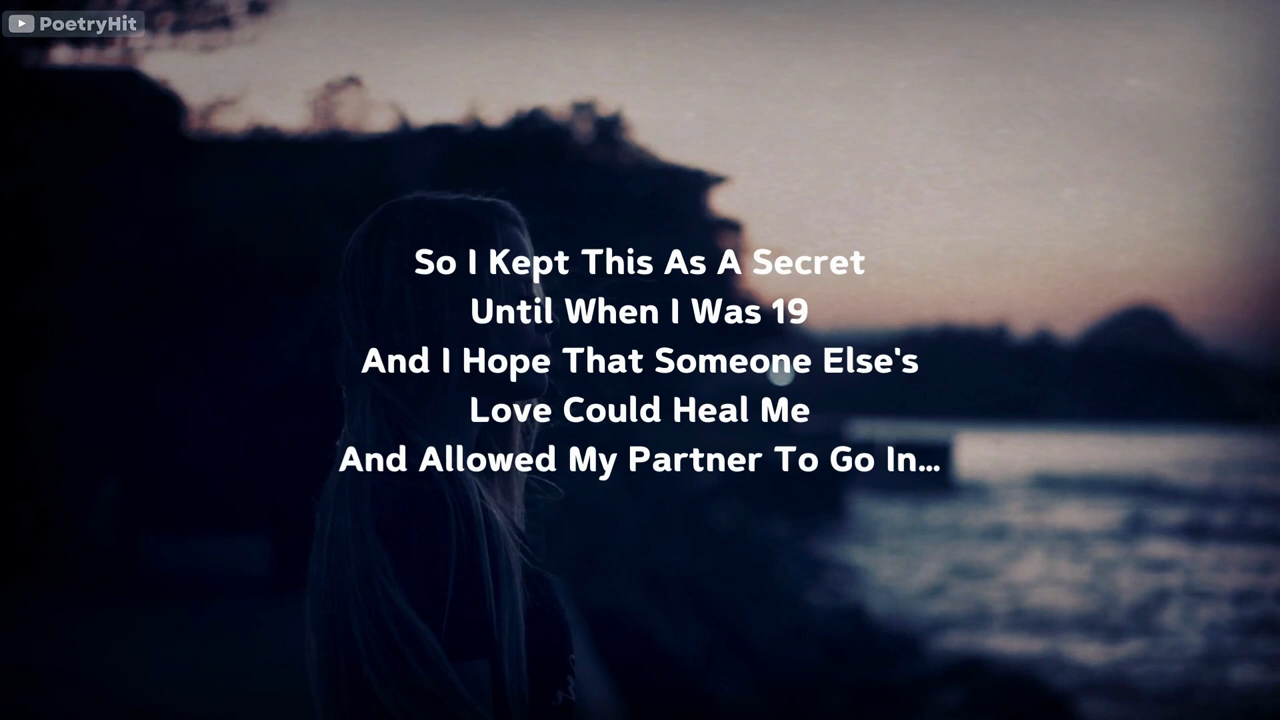 PoetryHit
So I Kept This As A Secret
Until When I Was 19
And I Hope That Someone Else's
Love Could Heal Me
And Allowed My Partner To Go In...